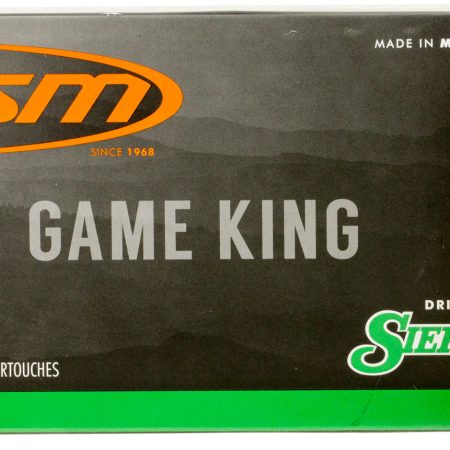 sm
MADE IN M
SINCE 1968
GAME KING
DRI
SIE
RTOUCHES